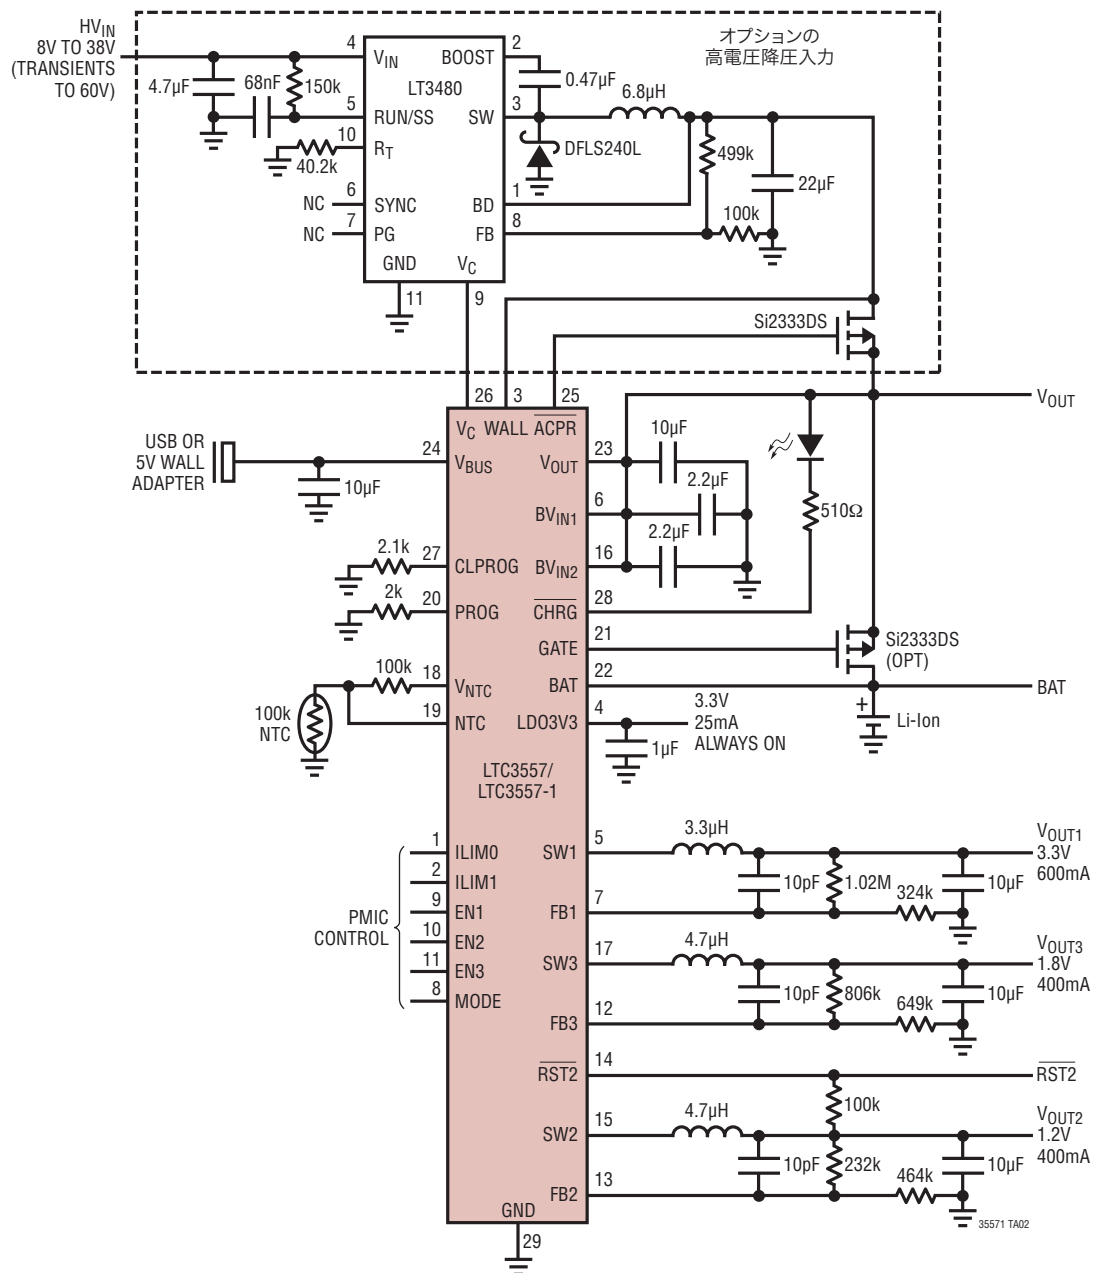 HVIN
8V TO 38V
(TRANSIENTS
TO 60V)
オプションの
高電圧降圧入力
4.7µF
68nF
150k
40.2k
4
VIN
BOOST
2
LT3480
0.47µF
5
RUN/SS
SW
3
6.8µH
10
RT
DFLS240L
499k
22µF
NC
6
SYNC
BD
1
NC
7
PG
FB
8
100k
GND
VC
11
9
Si2333DS
26
3
25
VC
WALL
ACPR
VOUT
USB OR
5V WALL
ADAPTER
10µF
24
VBUS
VOUT
23
10µF
2.2µF
BVIN1
6
2.2µF
510Ω
2.1k
27
CLPROG
BVIN2
16
2k
20
PROG
CHRG
28
GATE
21
Si2333DS
(OPT)
100k
18
VNTC
BAT
22
BAT
100k
NTC
19
NTC
LDO3V3
4
3.3V
25mA
ALWAYS ON
1µF
+
Li-Ion
LTC3557/
LTC3557-1
PMIC
CONTROL
1
ILIM0
2
ILIM1
9
EN1
10
EN2
11
EN3
8
MODE
SW1
5
3.3µH
10pF
1.02M
324k
10µF
VOUT1
3.3V
600mA
FB1
7
SW3
17
4.7µH
10pF
806k
649k
10µF
VOUT3
1.8V
400mA
FB3
12
RST2
14
RST2
100k
SW2
15
4.7µH
10pF
232k
464k
10µF
VOUT2
1.2V
400mA
FB2
13
GND
29
35571 TA02